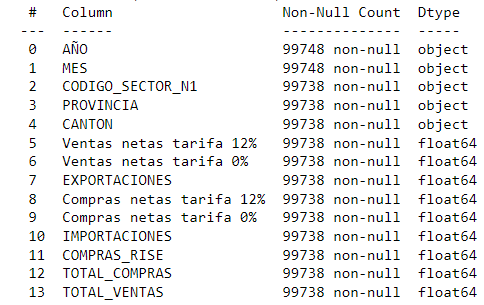 #   Column                    Non-Null Count  Dtype
---  ------                    --------------  -----
0   AÑO                       99748 non-null  object
1   MES                       99748 non-null  object
2   CODIGO_SECTOR_N1          99738 non-null  object
3   PROVINCIA                 99738 non-null  object
4   CANTON                    99738 non-null  object
5   Ventas netas tarifa 12%   99738 non-null  float64
6   Ventas netas tarifa 0%    99738 non-null  float64
7   EXPORTACIONES             99738 non-null  float64
8   Compras netas tarifa 12%  99738 non-null  float64
9   Compras netas tarifa 0%   99738 non-null  float64
10  IMPORTACIONES             99738 non-null  float64
11  COMPRAS_RISE              99738 non-null  float64
12  TOTAL_COMPRAS             99738 non-null  float64
13  TOTAL_VENTAS              99738 non-null  float64